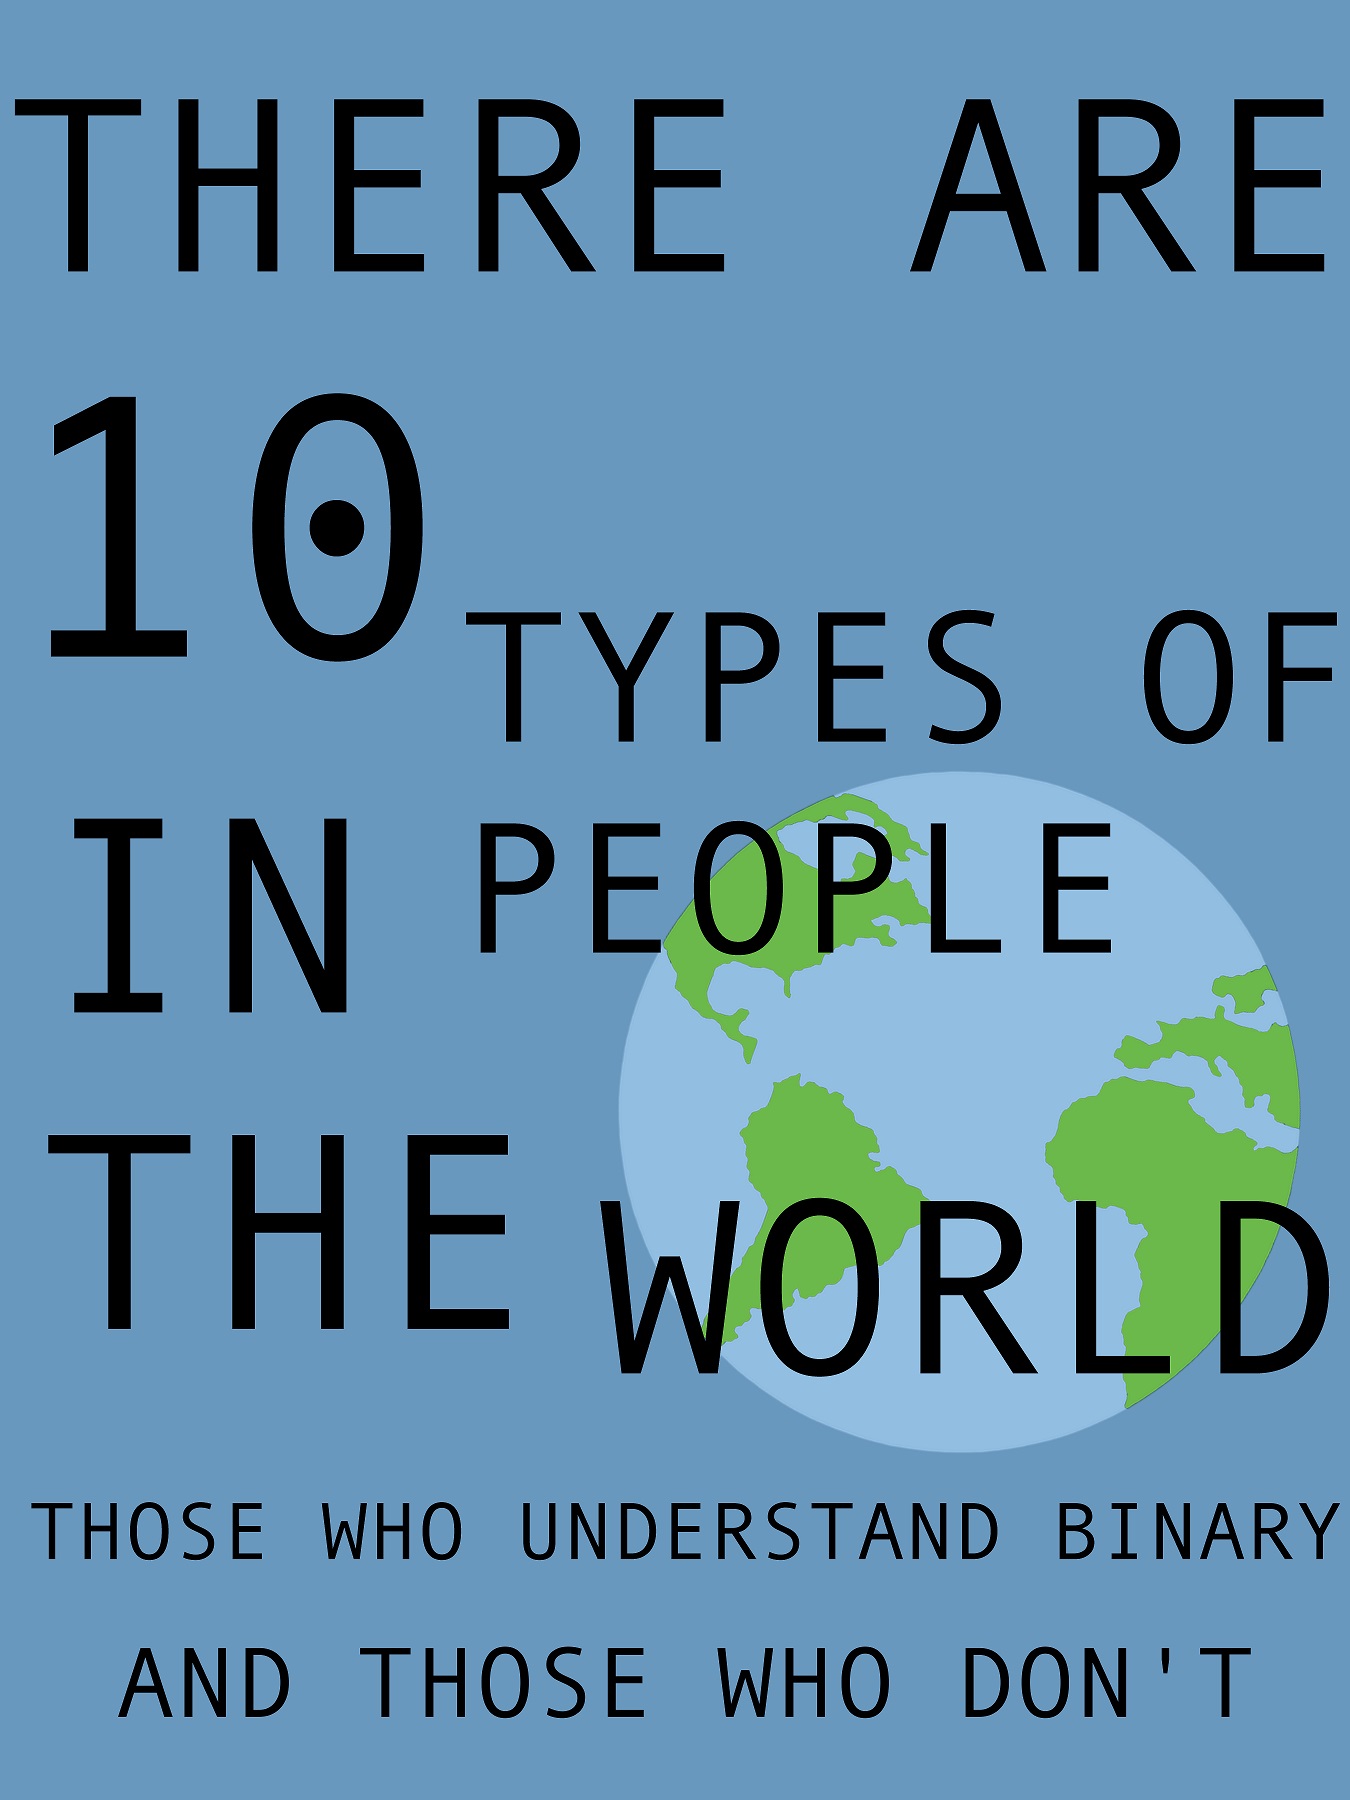 THERE ARE
10 TYPES OF
PEOPLE
IN
THE WORLD
THOSE WHO UNDERSTAND BINARY
AND THOSE WHO DON'T